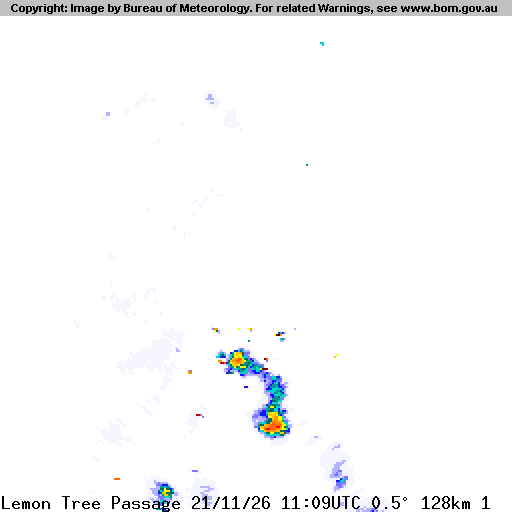 Copyright: Image by Bureau of Meteorology. For related Warnings, see www.bom.gov.au
Lemon Tree Passage 21/11/26 11:09UTC 0.5° 128km 1